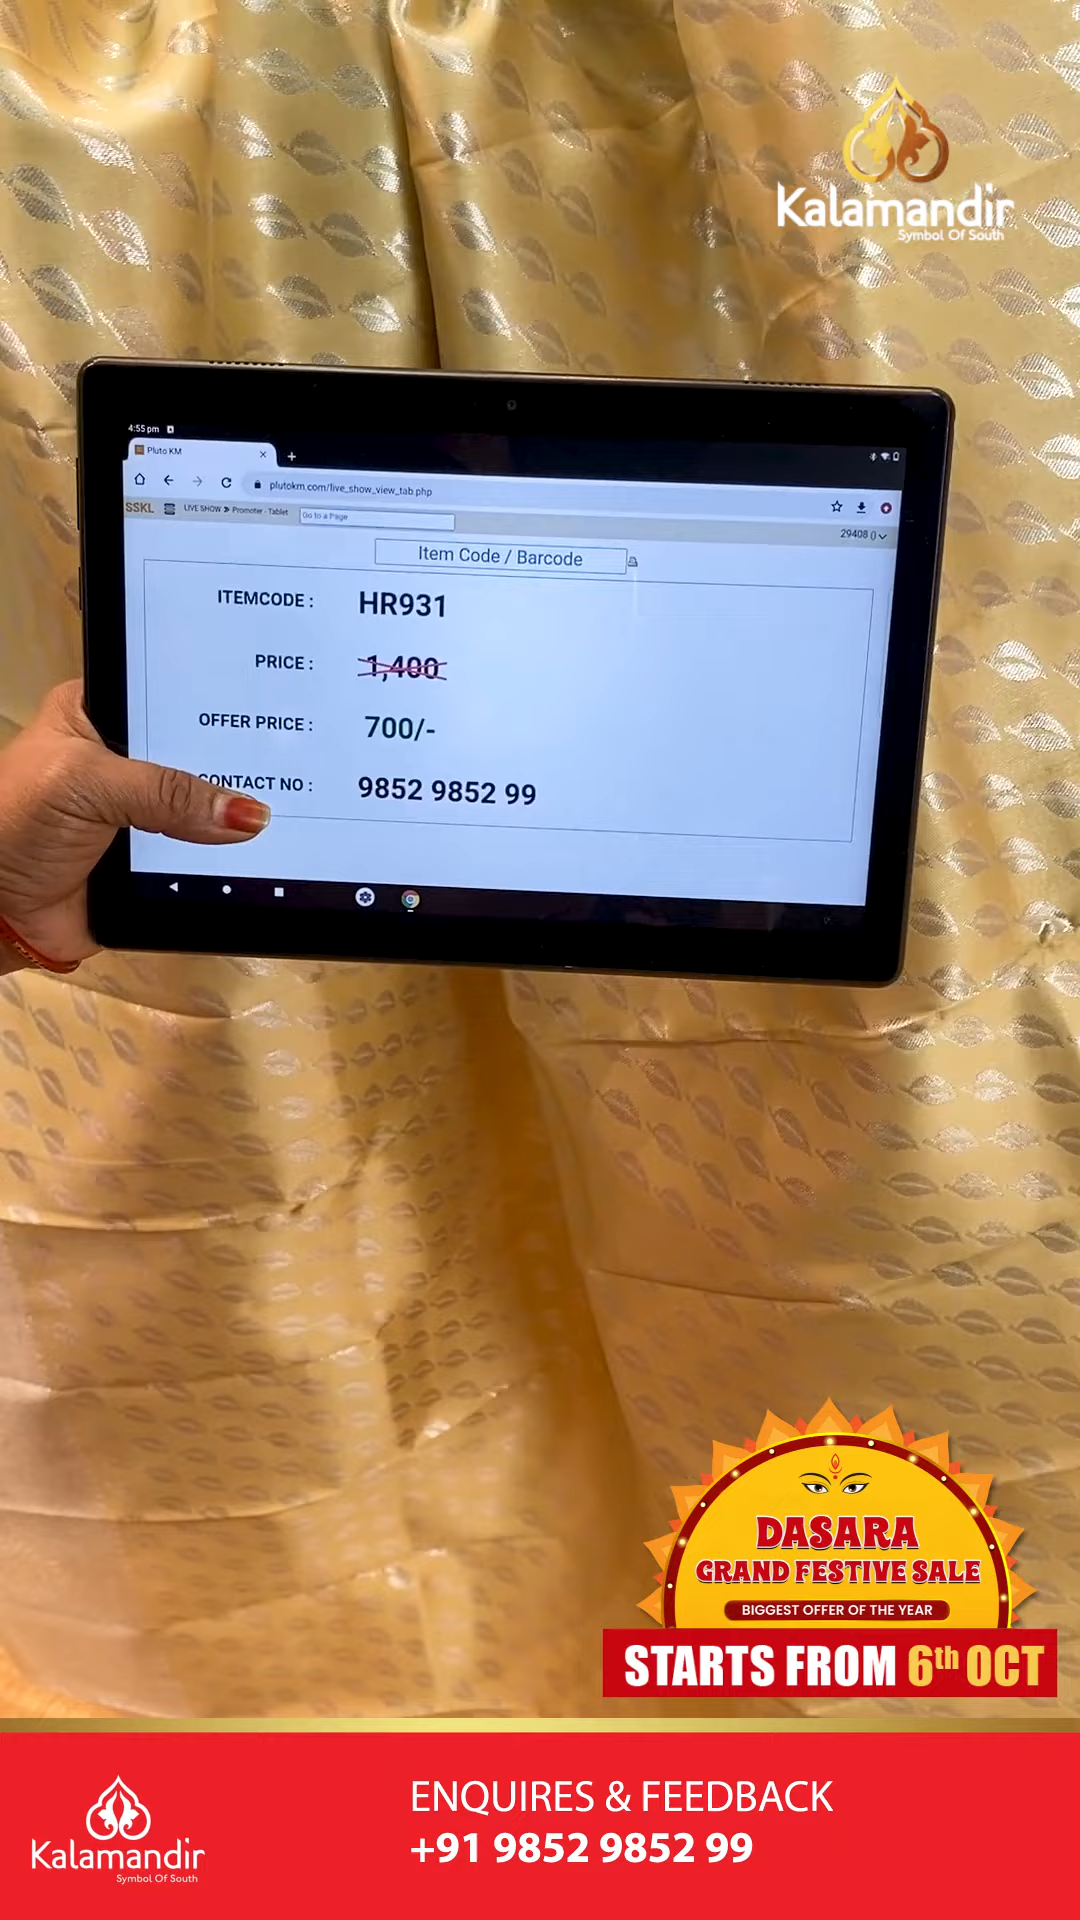 Kalamandir
Symbol Of South
4:55 pm
Pluto KM
plutokm.com/live_show_view_tab.php
SSKL
LIVE SHOW
Promoter - Tablet
Go to a Page
29408 ()
Item Code / Barcode
ITEMCODE : HR931
PRICE : 1,400
OFFER PRICE : 700/-
CONTACT NO : 9852 9852 99
DASARA
GRAND FESTIVE SALE
BIGGEST OFFER OF THE YEAR
STARTS FROM 6th OCT
Kalamandir
Symbol Of South
ENQUIRES & FEEDBACK
+91 9852 9852 99